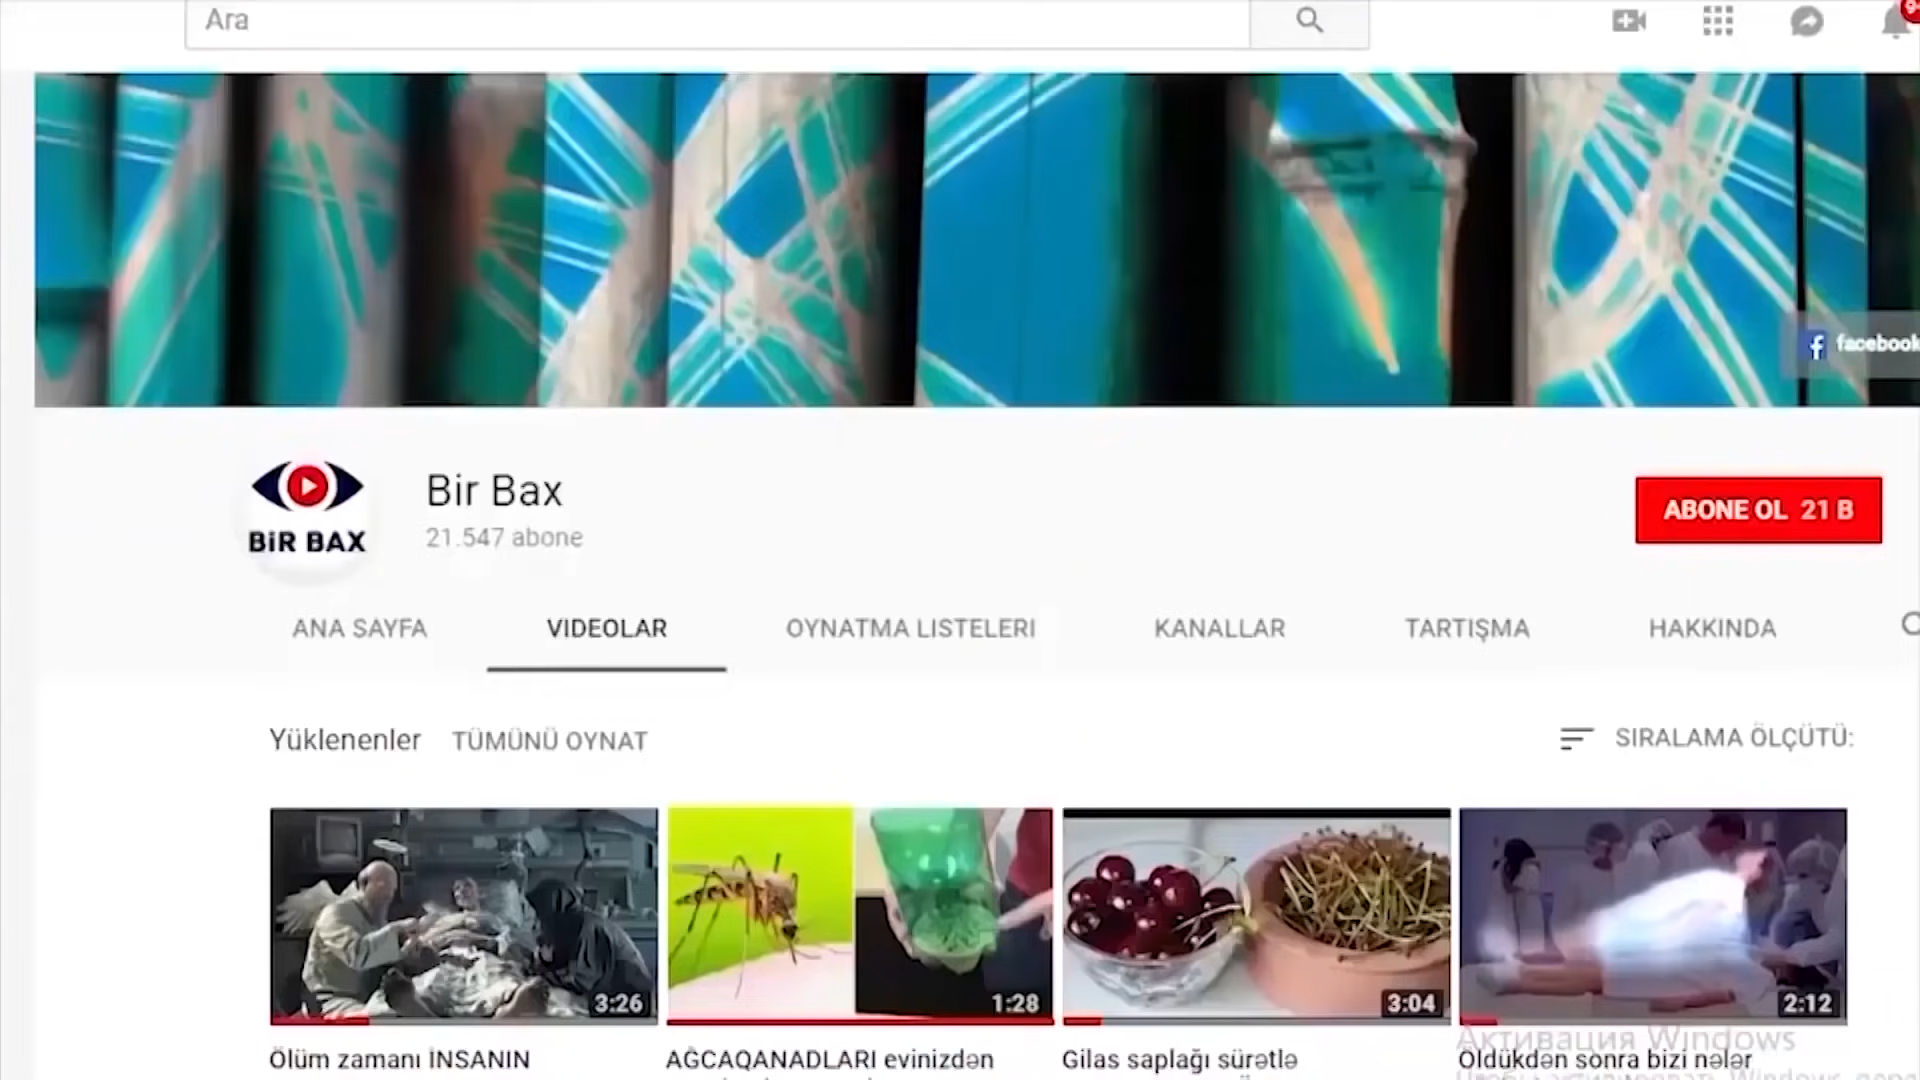 Ara
9+
facebook
BİR BAX
Bir Bax
21.547 abone
ABONE OL 21 B
ANA SAYFA
VIDEOLAR
OYNATMA LISTELERI
KANALLAR
TARTIŞMA
HAKKINDA
Yüklenenler
TÜMÜNÜ OYNAT
SIRALAMA ÖLÇÜTÜ:
3:26
1:28
3:04
2:12
Ölüm zamanı İNSANIN
AĞCAQANADLARI evinizdən
Gilas saplağı sürətlə
Öldükdən sonra bizi nələr
Активация Windows